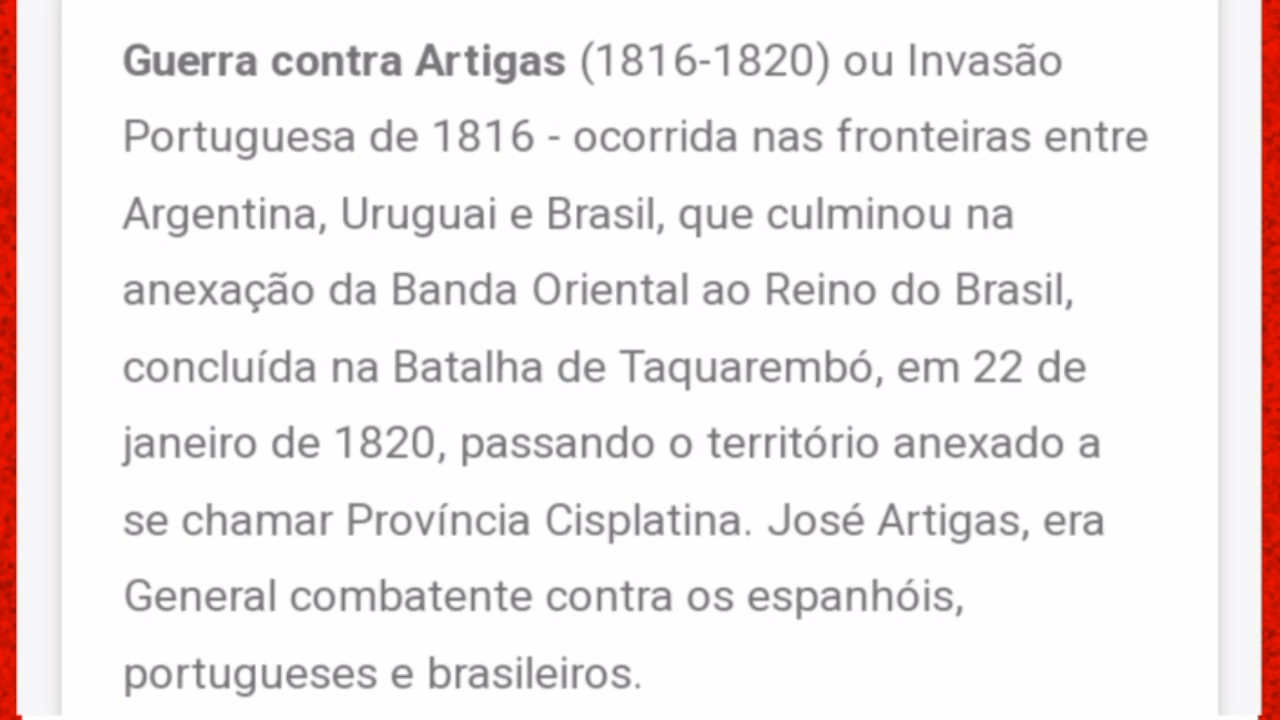 Guerra contra Artigas (1816-1820) ou Invasão
Portuguesa de 1816 - ocorrida nas fronteiras entre
Argentina, Uruguai e Brasil, que culminou na
anexação da Banda Oriental ao Reino do Brasil,
concluída na Batalha de Taquarembó, em 22 de
janeiro de 1820, passando o território anexado a
se chamar Província Cisplatina. José Artigas, era
General combatente contra os espanhóis,
portugueses e brasileiros.